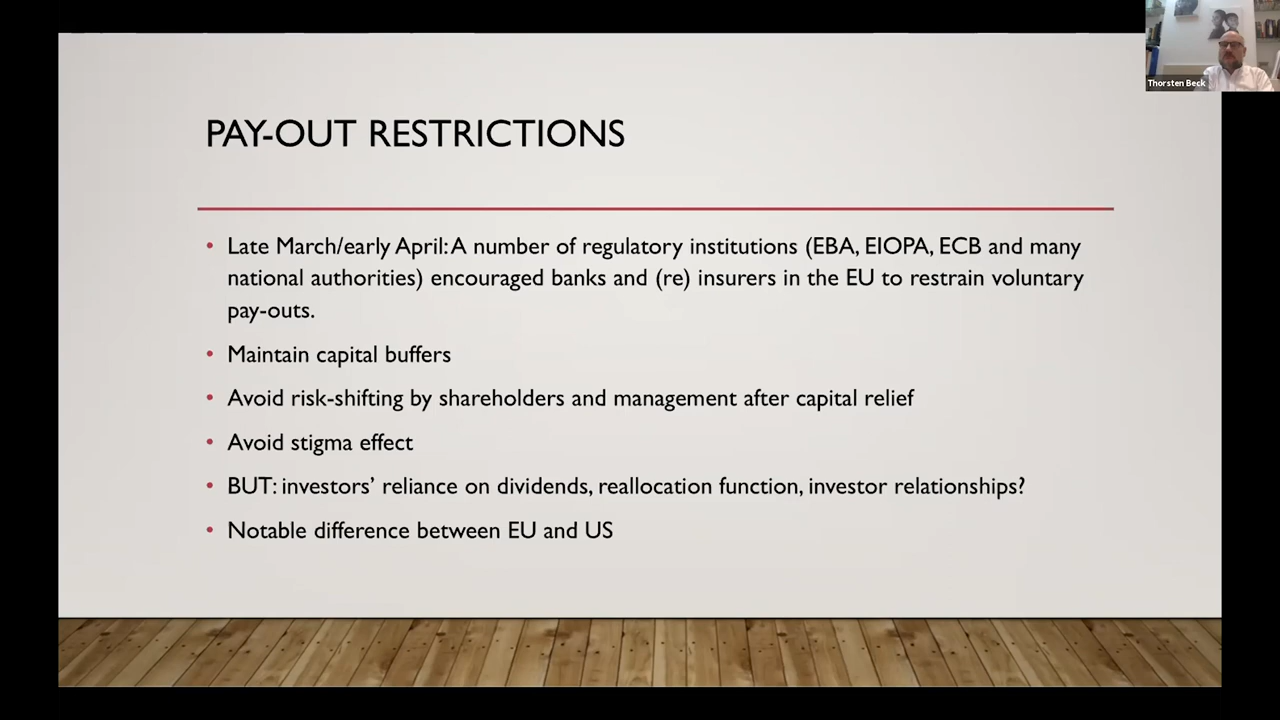 Thorsten Beck
PAY-OUT RESTRICTIONS
• Late March/early April: A number of regulatory institutions (EBA, EIOPA, ECB and many
national authorities) encouraged banks and (re) insurers in the EU to restrain voluntary
pay-outs.
• Maintain capital buffers
• Avoid risk-shifting by shareholders and management after capital relief
• Avoid stigma effect
• BUT: investors’ reliance on dividends, reallocation function, investor relationships?
• Notable difference between EU and US